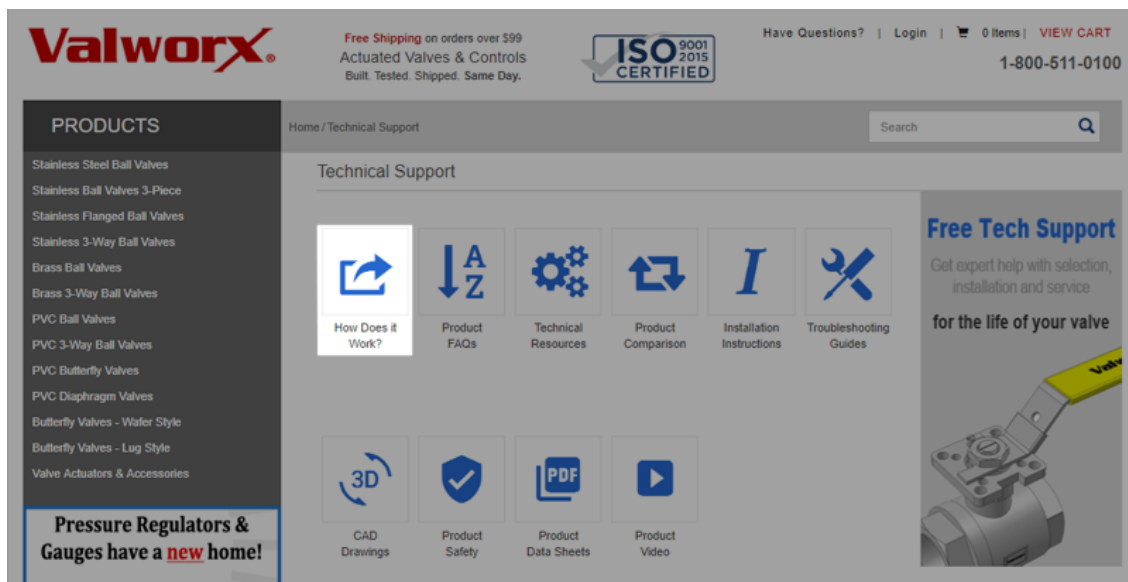 Valworx.
Free Shipping on orders over $99
Actuated Valves & Controls
Built. Tested. Shipped. Same Day.
ISO 9001
2015
CERTIFIED
Have Questions? | Login | 0 Items | VIEW CART
1-800-511-0100
PRODUCTS
Home / Technical Support
Search
Stainless Steel Ball Valves
Stainless Ball Valves 3-Piece
Stainless Flanged Ball Valves
Stainless 3-Way Ball Valves
Brass Ball Valves
Brass 3-Way Ball Valves
PVC Ball Valves
PVC 3-Way Ball Valves
PVC Butterfly Valves
PVC Diaphragm Valves
Butterfly Valves - Wafer Style
Butterfly Valves - Lug Style
Valve Actuators & Accessories
Pressure Regulators &
Gauges have a new home!
Technical Support
How Does it
Work?
A
Z
Product
FAQs
Technical
Resources
Product
Comparison
I
Installation
Instructions
Troubleshooting
Guides
3D
CAD
Drawings
Product
Safety
PDF
Product
Data Sheets
Product
Video
Free Tech Support
Get expert help with selection,
installation and service
for the life of your valve